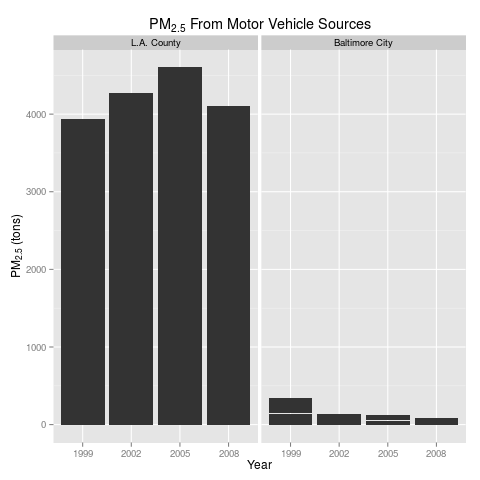 PM2.5 From Motor Vehicle Sources
L.A. County
Baltimore City
4000
3000
2000
1000
0
PM2.5 (tons)
1999 2002 2005 2008
1999 2002 2005 2008
Year